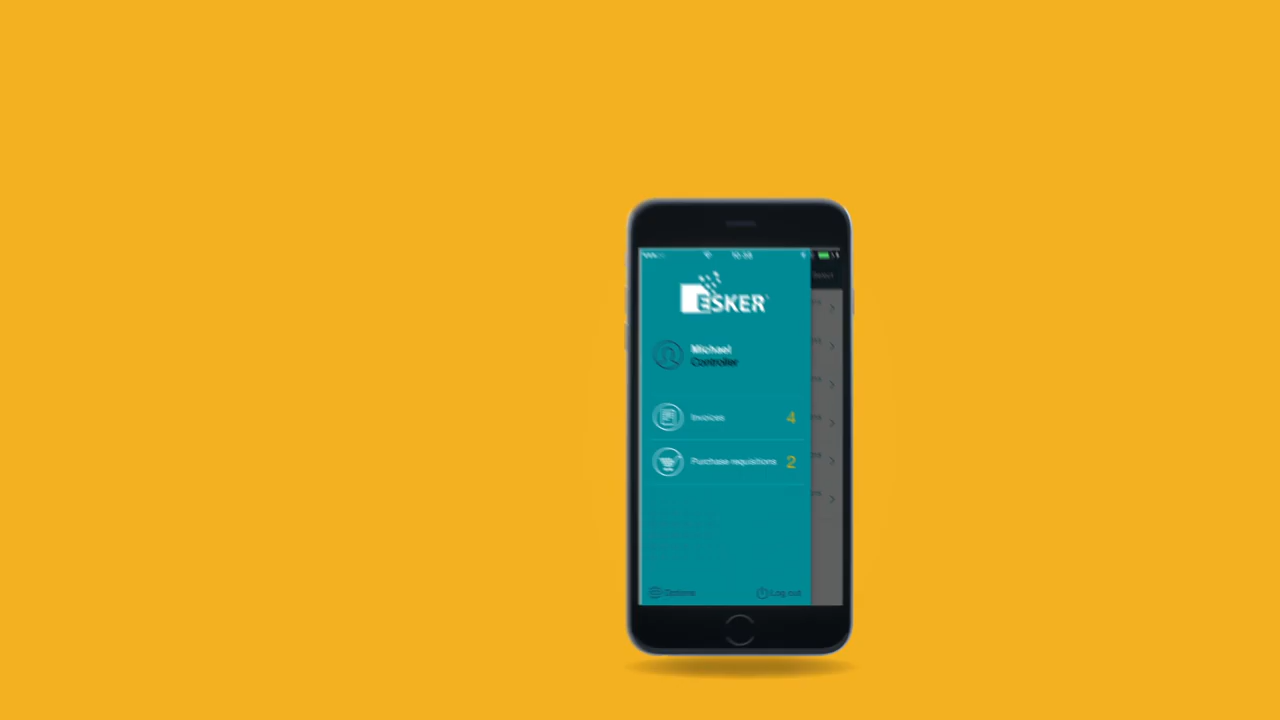 ESKER
Michael
Controller
Invoices 4
Purchase requisitions 2
Options
Log out